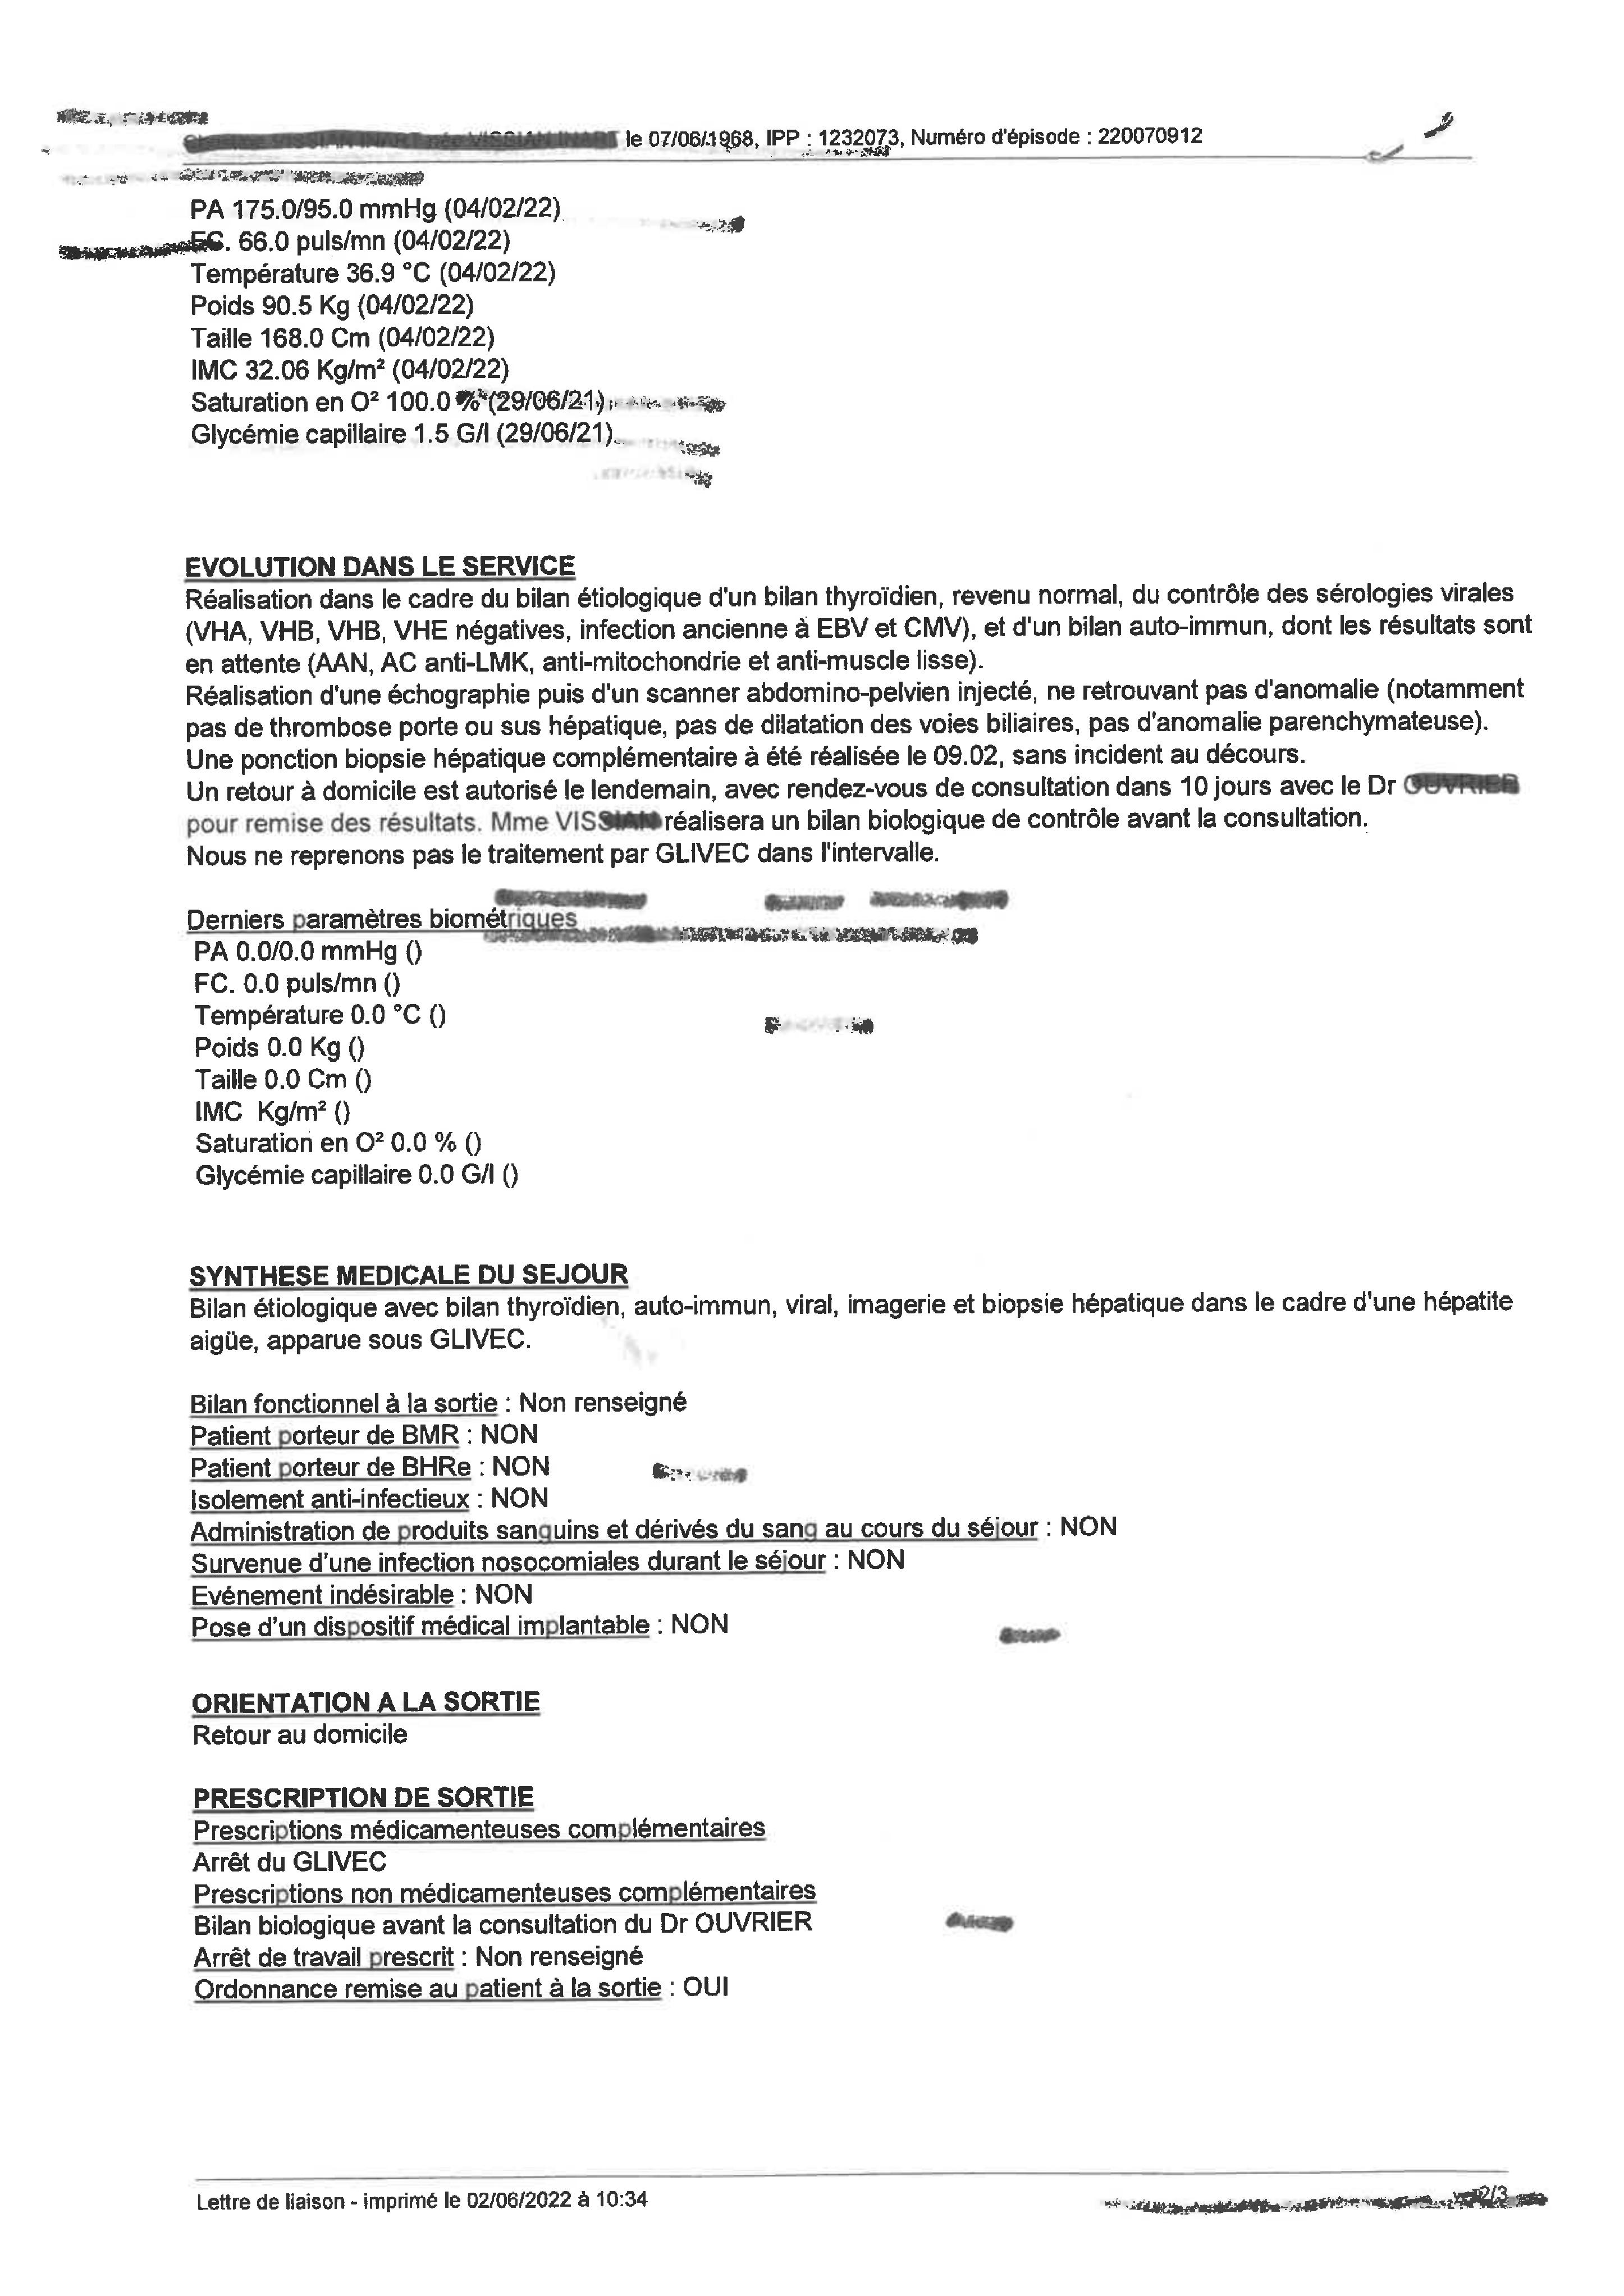 le 07/06/1968, IPP : 1232073, Numéro d'épisode : 220070912
PA 175.0/95.0 mmHg (04/02/22)
FC. 66.0 puls/mn (04/02/22)
Température 36.9 °C (04/02/22)
Poids 90.5 Kg (04/02/22)
Taille 168.0 Cm (04/02/22)
IMC 32.06 Kg/m² (04/02/22)
Saturation en O² 100.0 % (29/06/21)
Glycémie capillaire 1.5 G/l (29/06/21)
EVOLUTION DANS LE SERVICE
Réalisation dans le cadre du bilan étiologique d'un bilan thyroïdien, revenu normal, du contrôle des sérologies virales
(VHA, VHB, VHB, VHE négatives, infection ancienne à EBV et CMV), et d'un bilan auto-immun, dont les résultats sont
en attente (AAN, AC anti-LMK, anti-mitochondrie et anti-muscle lisse).
Réalisation d'une échographie puis d'un scanner abdomino-pelvien injecté, ne retrouvant pas d'anomalie (notamment
pas de thrombose porte ou sus hépatique, pas de dilatation des voies biliaires, pas d'anomalie parenchymateuse).
Une ponction biopsie hépatique complémentaire à été réalisée le 09.02, sans incident au décours.
Un retour à domicile est autorisé le lendemain, avec rendez-vous de consultation dans 10 jours avec le Dr
pour remise des résultats. Mme réalisera un bilan biologique de contrôle avant la consultation.
Nous ne reprenons pas le traitement par GLIVEC dans l'intervalle.
Derniers paramètres biométriques
PA 0.0/0.0 mmHg ()
FC. 0.0 puls/mn ()
Température 0.0 °C ()
Poids 0.0 Kg ()
Taille 0.0 Cm ()
IMC Kg/m² ()
Saturation en O² 0.0 % ()
Glycémie capillaire 0.0 G/l ()
SYNTHESE MEDICALE DU SEJOUR
Bilan étiologique avec bilan thyroïdien, auto-immun, viral, imagerie et biopsie hépatique dans le cadre d'une hépatite
aigüe, apparue sous GLIVEC.
Bilan fonctionnel à la sortie : Non renseigné
Patient porteur de BMR : NON
Patient porteur de BHRe : NON
Isolement anti-infectieux : NON
Administration de produits sanguins et dérivés du sang au cours du séjour : NON
Survenue d'une infection nosocomiales durant le séjour : NON
Evénement indésirable : NON
Pose d'un dispositif médical implantable : NON
ORIENTATION A LA SORTIE
Retour au domicile
PRESCRIPTION DE SORTIE
Prescriptions médicamenteuses complémentaires
Arrêt du GLIVEC
Prescriptions non médicamenteuses complémentaires
Bilan biologique avant la consultation du Dr OUVRIER
Arrêt de travail prescrit : Non renseigné
Ordonnance remise au patient à la sortie : OUI
Lettre de liaison - imprimé le 02/06/2022 à 10:34
2/3